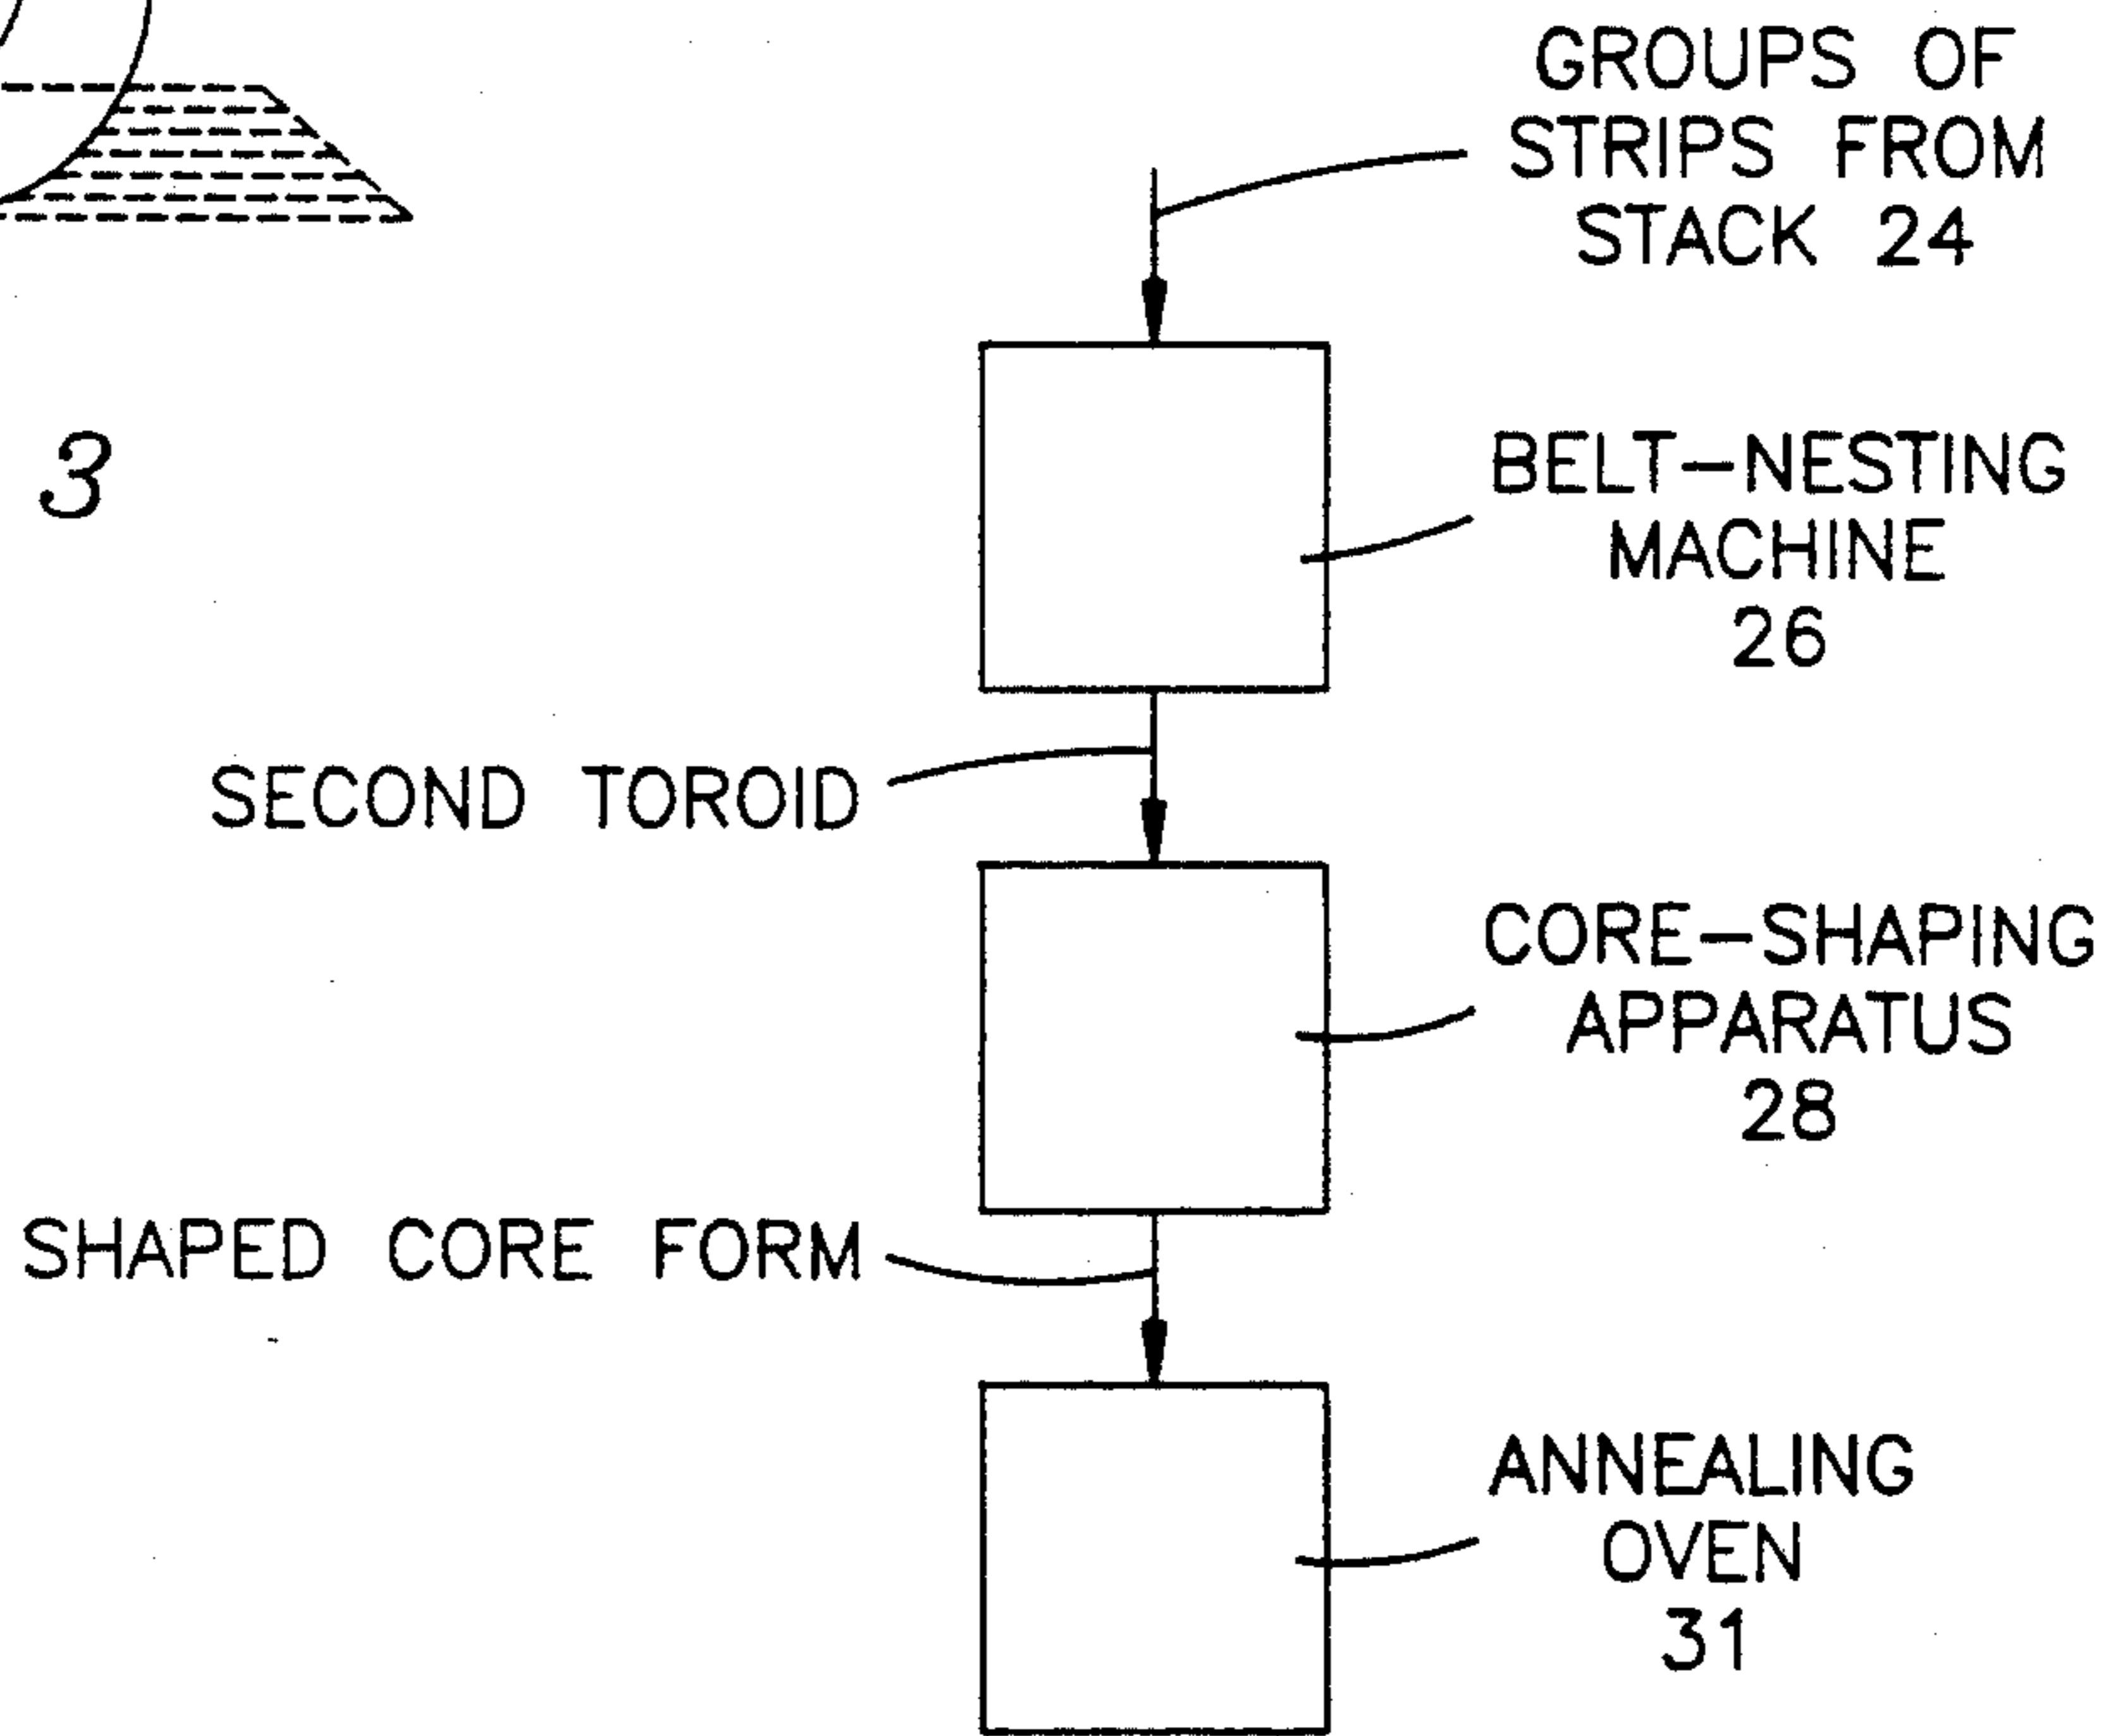 GROUPS OF
STRIPS FROM
STACK 24
3
BELT-NESTING
MACHINE
26
SECOND TOROID
CORE-SHAPING
APPARATUS
28
SHAPED CORE FORM
ANNEALING
OVEN
31